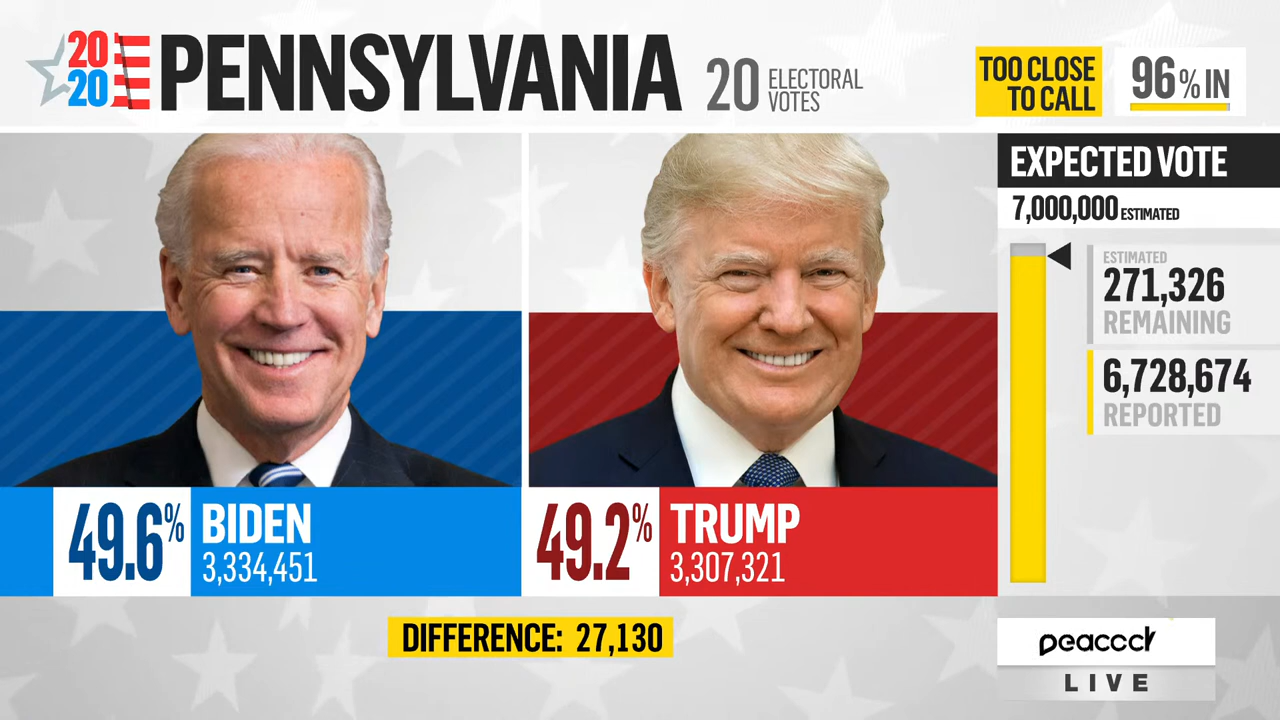 20
20
PENNSYLVANIA
20 ELECTORAL
VOTES
TOO CLOSE
TO CALL
96% IN
EXPECTED VOTE
7,000,000 ESTIMATED
ESTIMATED
271,326
REMAINING
6,728,674
REPORTED
49.6% BIDEN
3,334,451
49.2% TRUMP
3,307,321
DIFFERENCE: 27,130
peacock
LIVE